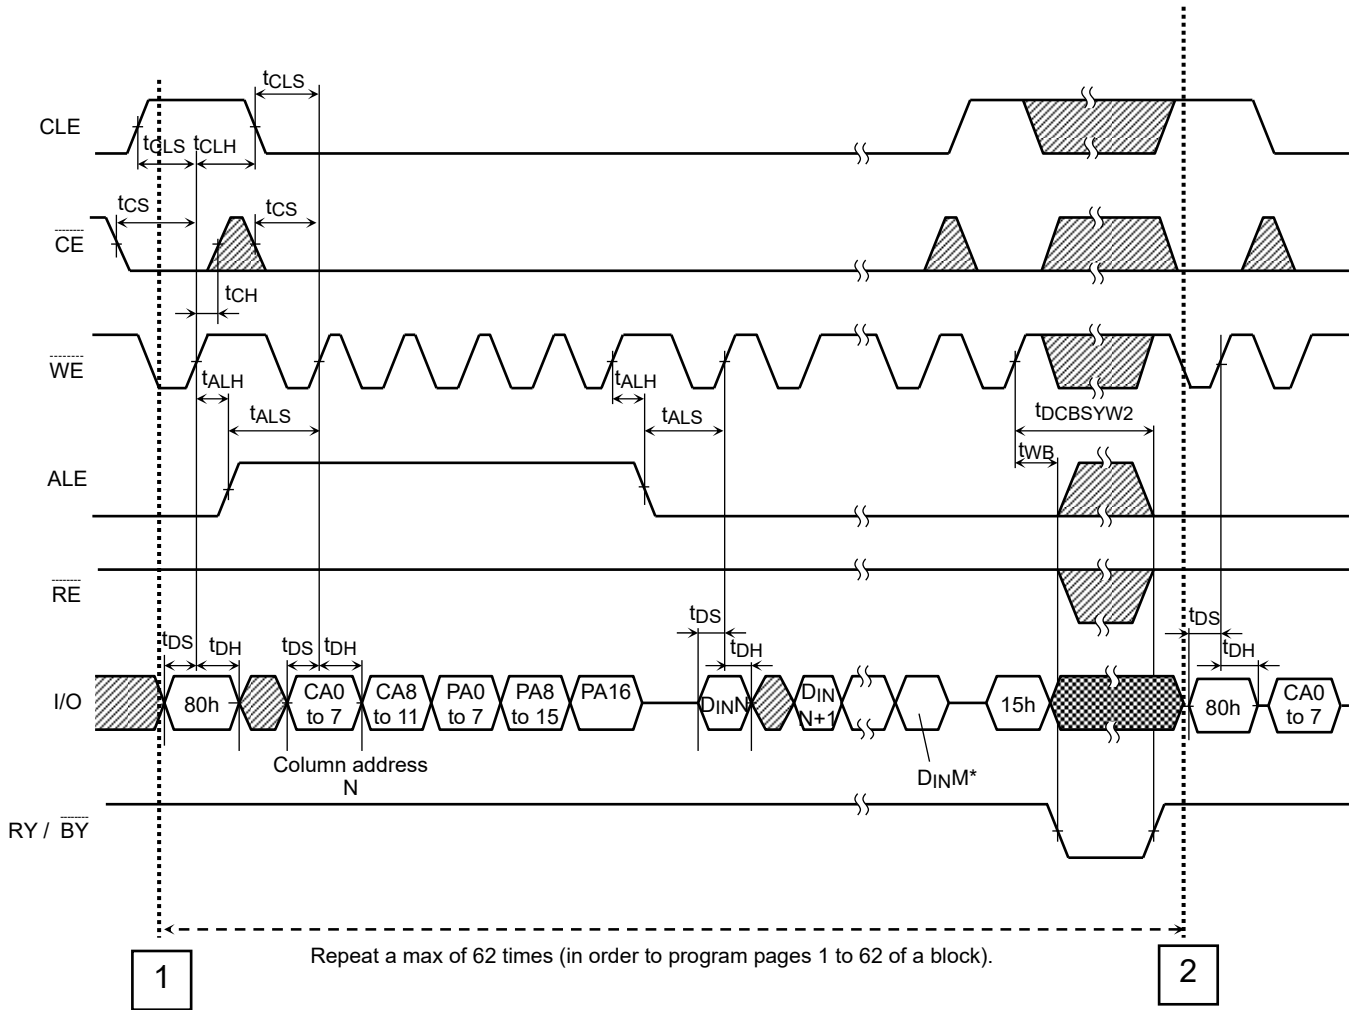 tCLS
CLE
tCLS tCLH
tCS tCS
CE
tCH
WE
tALH tALH
tALS tALS tDCBSYW2
tWB
ALE
RE
tDS tDH tDS tDH tDS tDH tDS tDH
I/O
80h
CA0 to 7
CA8 to 11
PA0 to 7
PA8 to 15
PA16
DINN
DIN N+1
15h
80h
CA0 to 7
Column address
N
DINM*
RY / BY
Repeat a max of 62 times (in order to program pages 1 to 62 of a block).
1
2